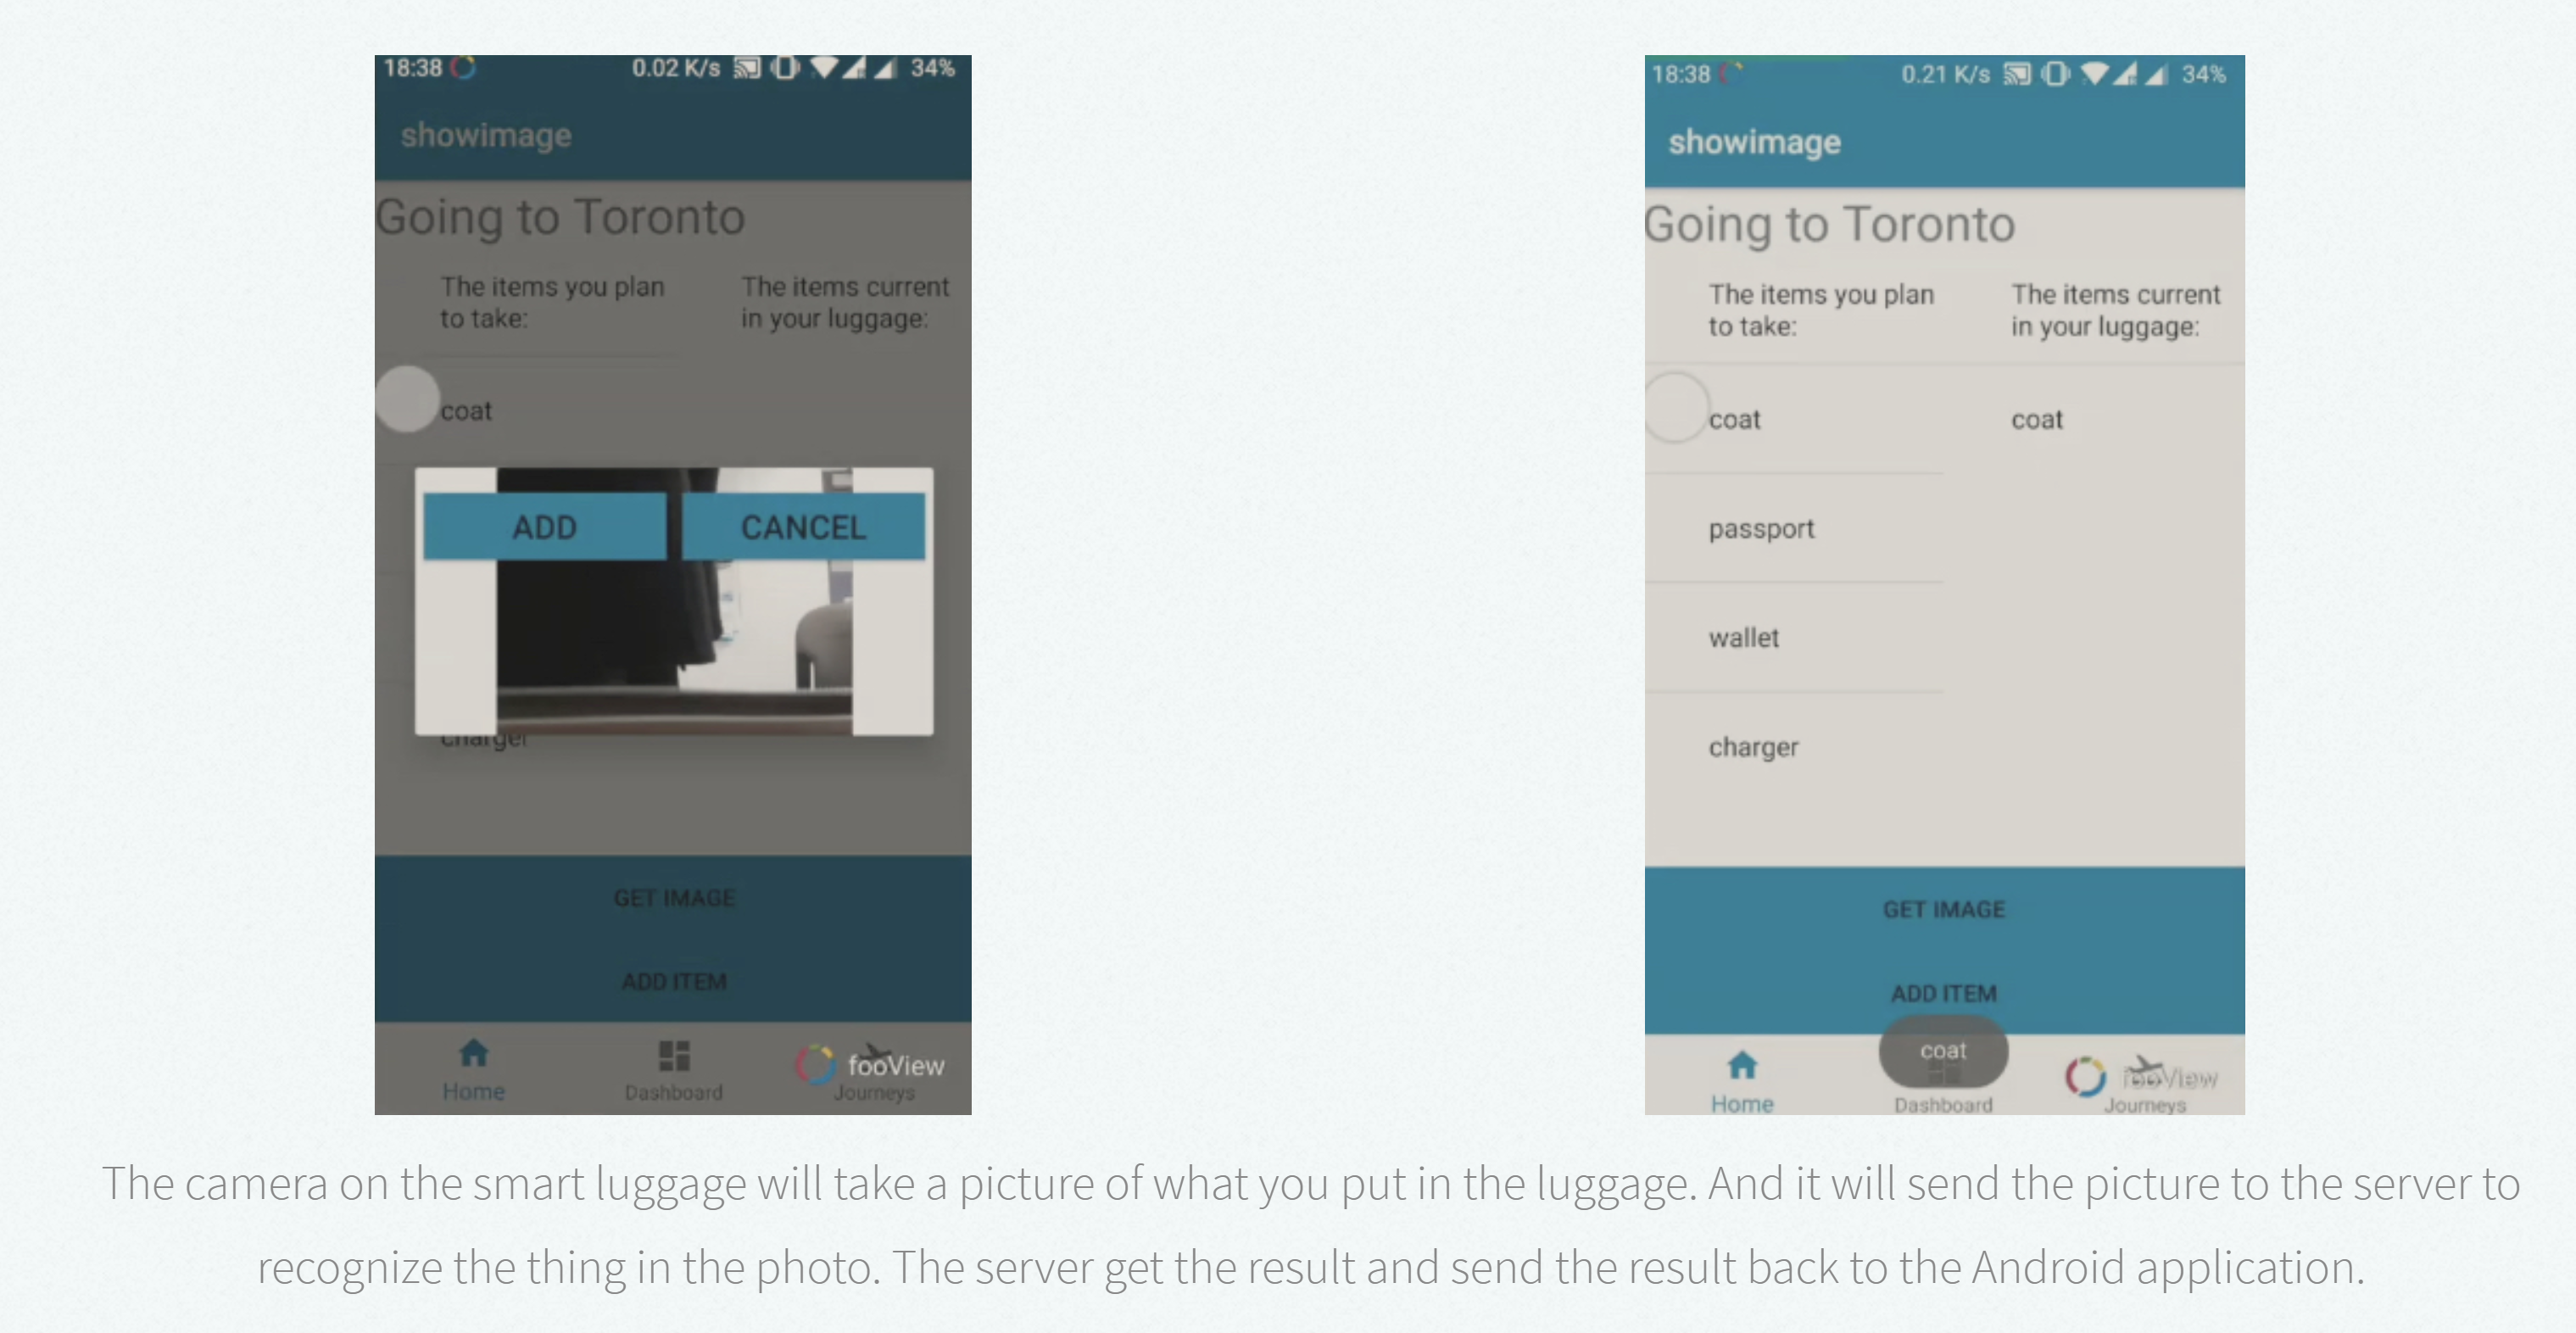 18:38 0.02 K/s 34%
showimage
Going to Toronto
The items you plan
to take:
The items current
in your luggage:
coat
ADD
CANCEL
charger
GET IMAGE
ADD ITEM
Home
Dashboard
fooView
Journeys
18:38 0.21 K/s 34%
showimage
Going to Toronto
The items you plan
to take:
The items current
in your luggage:
coat
coat
passport
wallet
charger
GET IMAGE
ADD ITEM
coat
Home
Dashboard
fooView
Journeys
The camera on the smart luggage will take a picture of what you put in the luggage. And it will send the picture to the server to
recognize the thing in the photo. The server get the result and send the result back to the Android application.